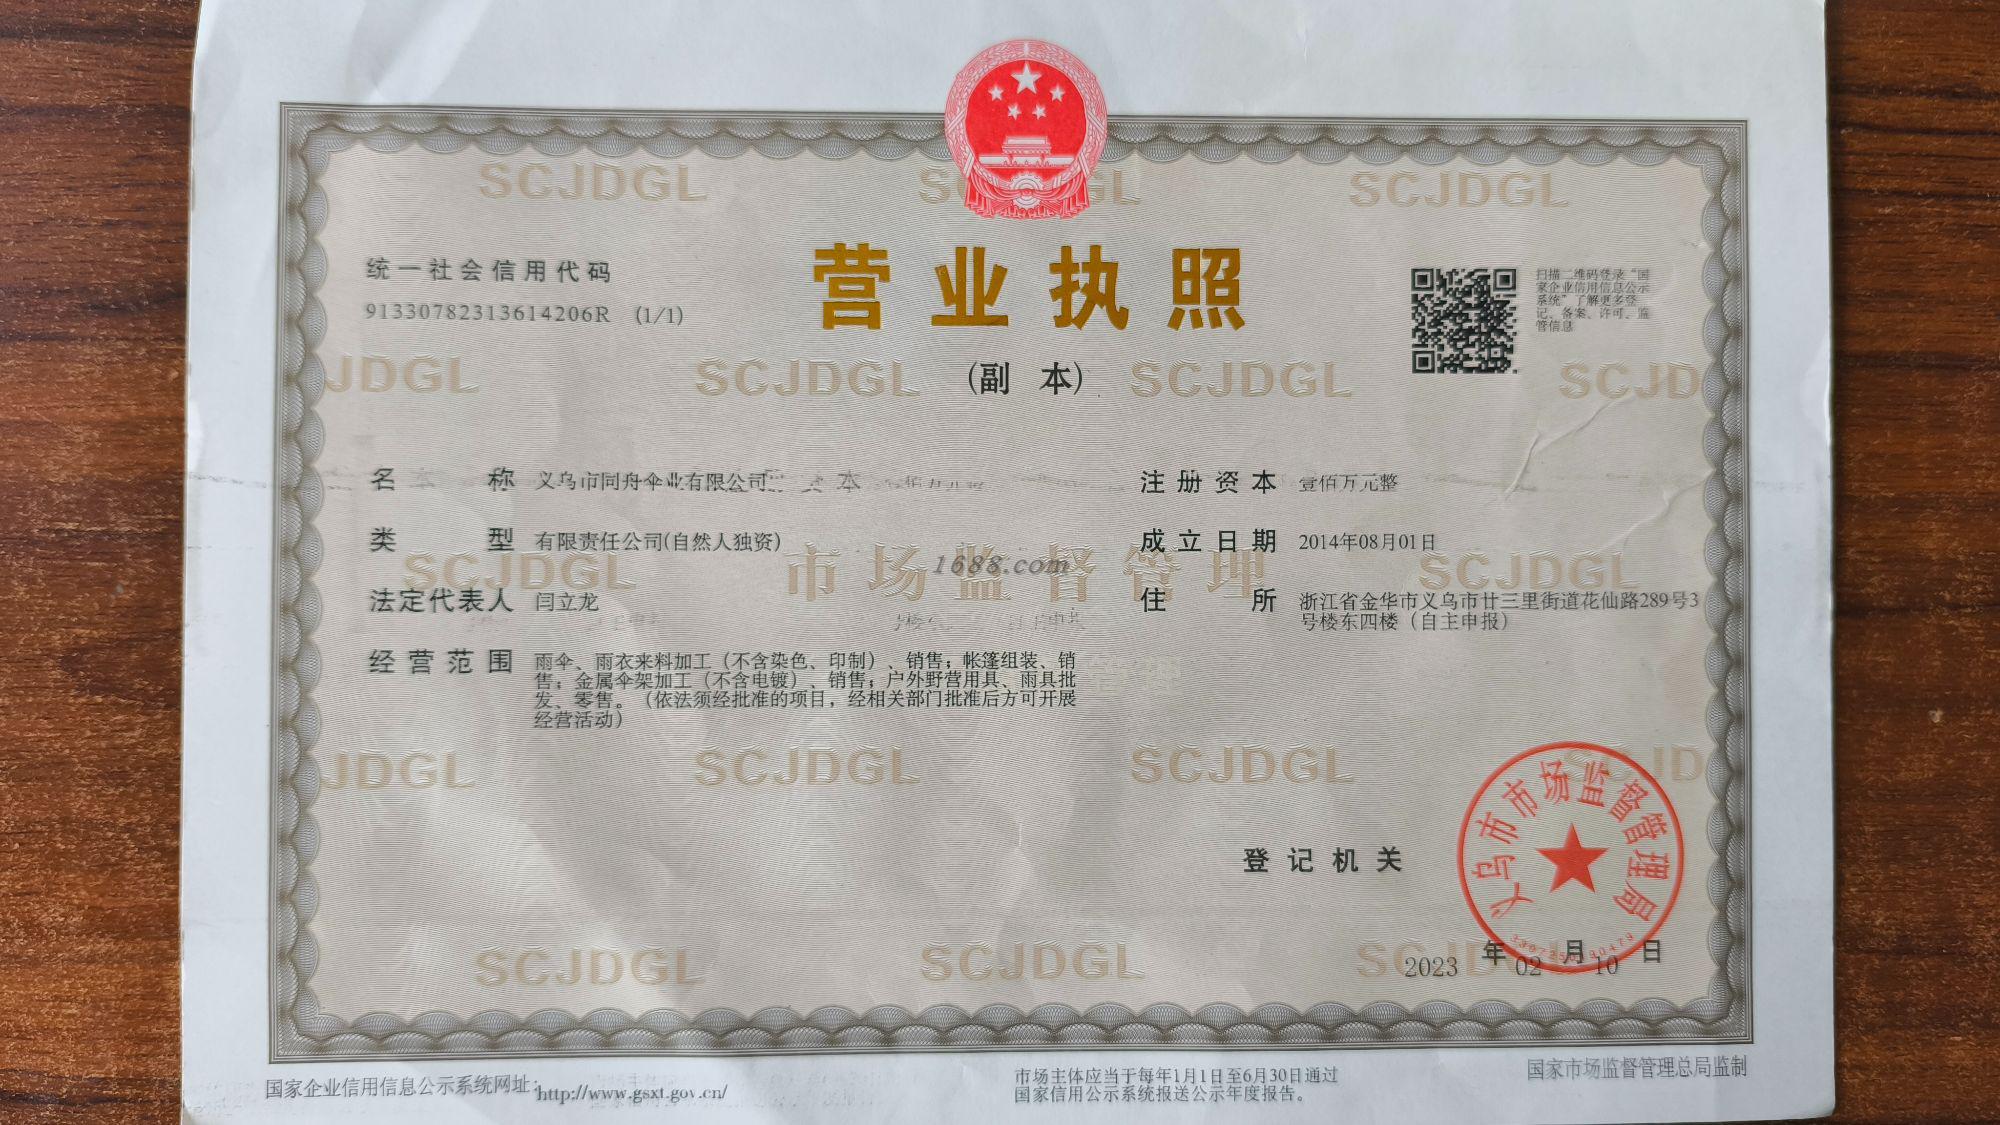 统一社会信用代码
91330782313614206R (1/1)
营业执照
(副 本)
扫描二维码登录“国
家企业信用信息公示
系统”了解更多登
记、备案、许可、监
管信息
名 称 义乌市同舟伞业有限公司
注册资本 壹佰万元整
类 型 有限责任公司(自然人独资)
成立日期 2014年08月01日
法定代表人 闫立龙
住 所 浙江省金华市义乌市廿三里街道花仙路289号3
号楼东四楼（自主申报）
经营范围 雨伞、雨衣来料加工（不含染色、印制）、销售；帐篷组装、销
售；金属伞架加工（不含电镀）、销售；户外野营用具、雨具批
发、零售。（依法须经批准的项目，经相关部门批准后方可开展
经营活动）
SCJDGL
市场监督管理
1688.com
登记机关
义乌市市场监督管理局
2023 年 02 月 10 日
国家企业信用信息公示系统网址：http://www.gsxt.gov.cn/
市场主体应当于每年1月1日至6月30日通过
国家信用公示系统报送公示年度报告。
国家市场监督管理总局监制